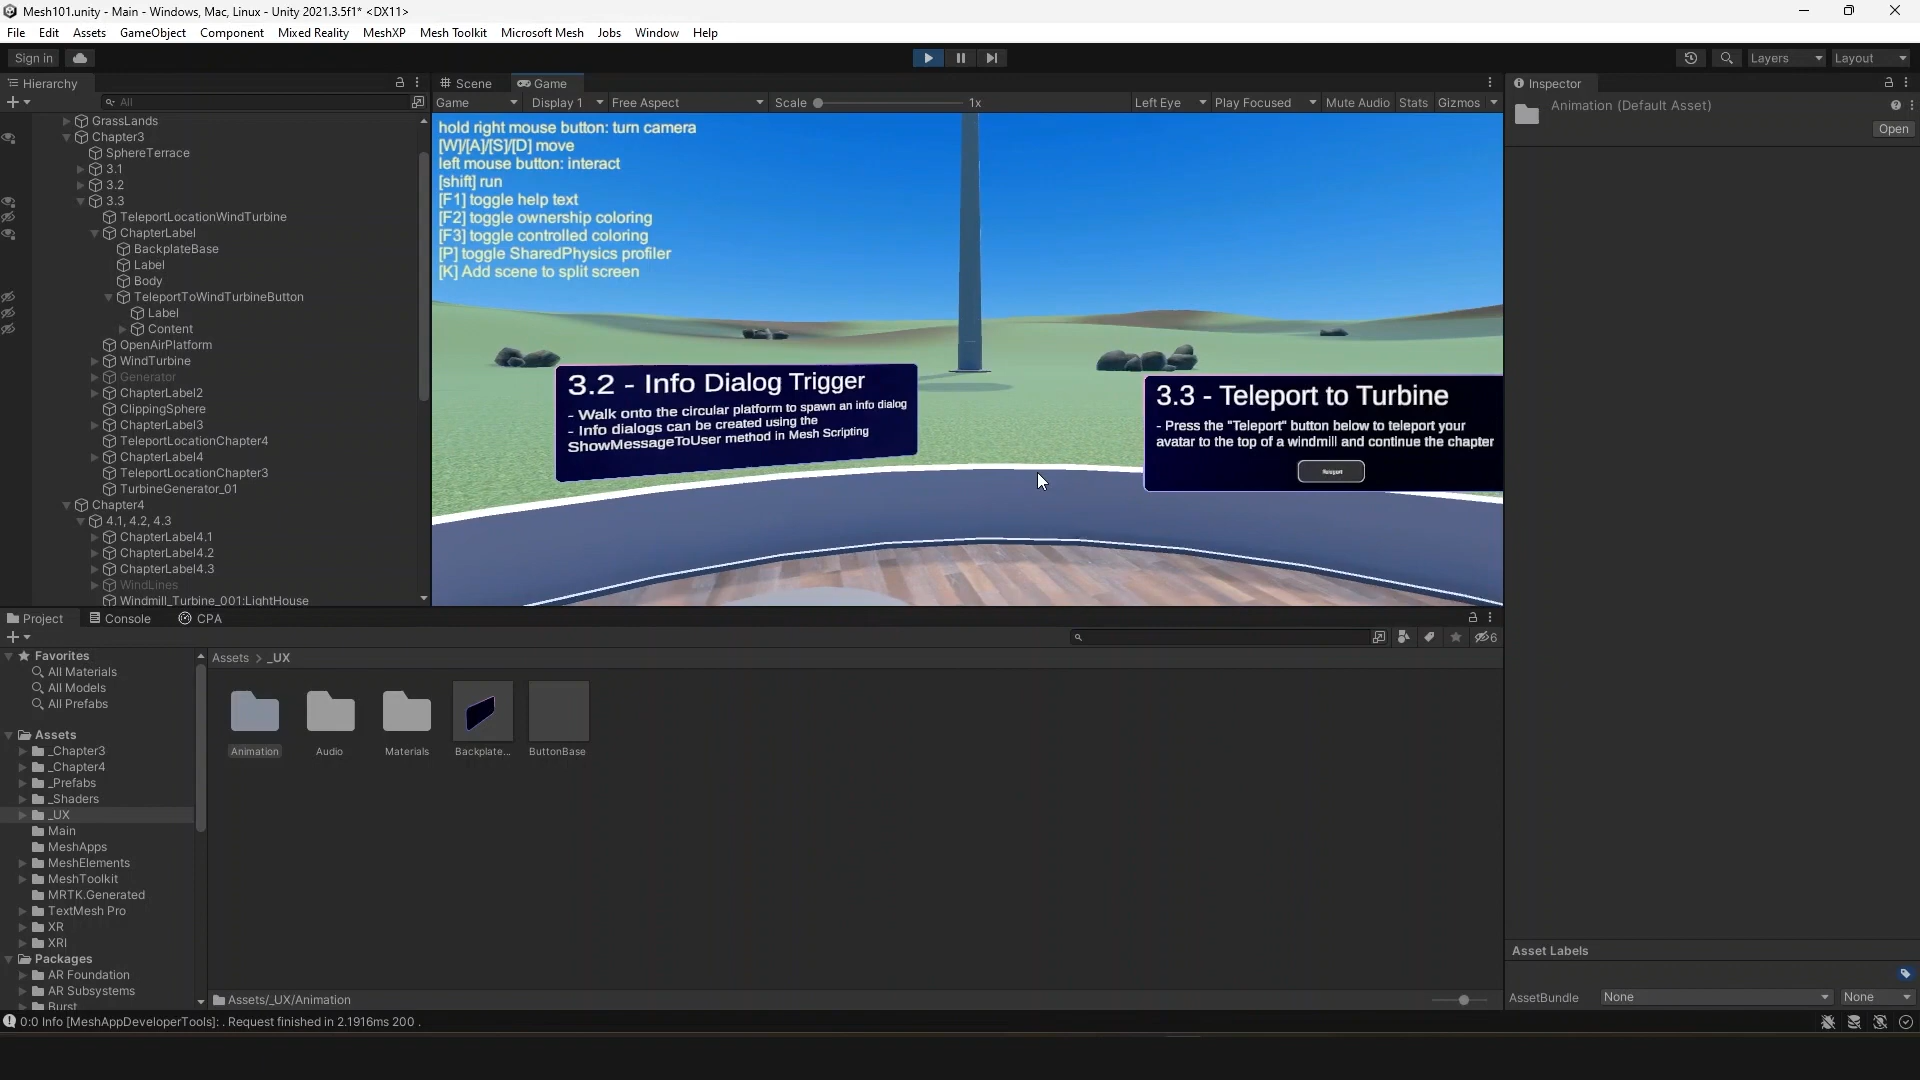 Mesh101.unity - Main - Windows, Mac, Linux - Unity 2021.3.5f1* <DX11>
File Edit Assets GameObject Component Mixed Reality MeshXP Mesh Toolkit Microsoft Mesh Jobs Window Help
Sign in
Layers
Layout
Hierarchy
All
GrassLands
Chapter3
SphereTerrace
3.1
3.2
3.3
TeleportLocationWindTurbine
ChapterLabel
BackplateBase
Label
Body
TeleportToWindTurbineButton
Label
Content
OpenAirPlatform
WindTurbine
Generator
ChapterLabel2
ClippingSphere
ChapterLabel3
TeleportLocationChapter4
ChapterLabel4
TeleportLocationChapter3
TurbineGenerator_01
Chapter4
4.1, 4.2, 4.3
ChapterLabel4.1
ChapterLabel4.2
ChapterLabel4.3
WindLines
Windmill_Turbine_001:LightHouse
Scene Game
Game Display 1 Free Aspect Scale 1x Left Eye Play Focused Mute Audio Stats Gizmos
hold right mouse button: turn camera
[W]/[A]/[S]/[D] move
left mouse button: interact
[shift] run
[F1] toggle help text
[F2] toggle ownership coloring
[F3] toggle controlled coloring
[P] toggle SharedPhysics profiler
[K] Add scene to split screen
3.2 - Info Dialog Trigger
- Walk onto the circular platform to spawn an info dialog
- Info dialogs can be created using the
ShowMessageToUser method in Mesh Scripting
3.3 - Teleport to Turbine
- Press the "Teleport" button below to teleport your
avatar to the top of a windmill and continue the chapter
Teleport
Inspector
Animation (Default Asset)
Open
Asset Labels
AssetBundle None None
Project Console CPA
6
Favorites
All Materials
All Models
All Prefabs
Assets
_Chapter3
_Chapter4
_Prefabs
_Shaders
_UX
Main
MeshApps
MeshElements
MeshToolkit
MRTK.Generated
TextMesh Pro
XR
XRI
Packages
AR Foundation
AR Subsystems
Burst
Assets > _UX
Animation Audio Materials Backplate... ButtonBase
Assets/_UX/Animation
0:0 Info [MeshAppDeveloperTools]: . Request finished in 2.1916ms 200 .